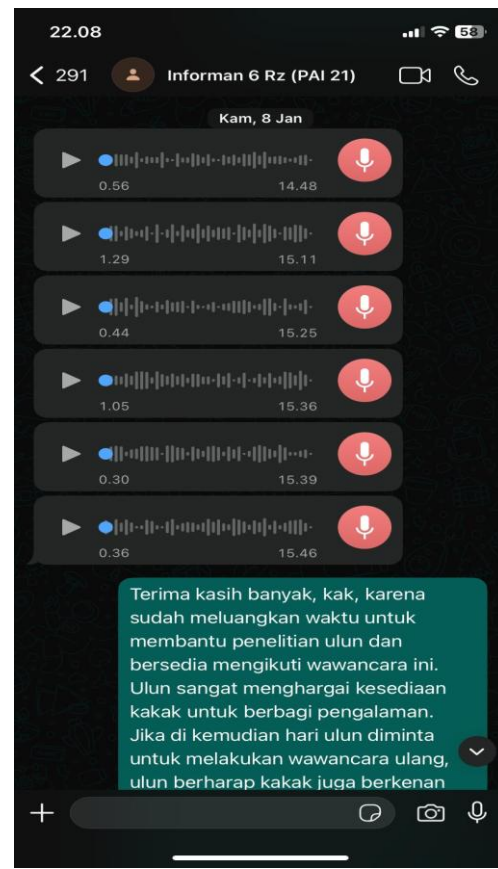 22.08
58
291
Informan 6 Rz (PAI 21)
Kam, 8 Jan
0.56 14.48
1.29 15.11
0.44 15.25
1.05 15.36
0.30 15.39
0.36 15.46
Terima kasih banyak, kak, karena
sudah meluangkan waktu untuk
membantu penelitian ulun dan
bersedia mengikuti wawancara ini.
Ulun sangat menghargai kesediaan
kakak untuk berbagi pengalaman.
Jika di kemudian hari ulun diminta
untuk melakukan wawancara ulang,
ulun berharap kakak juga berkenan